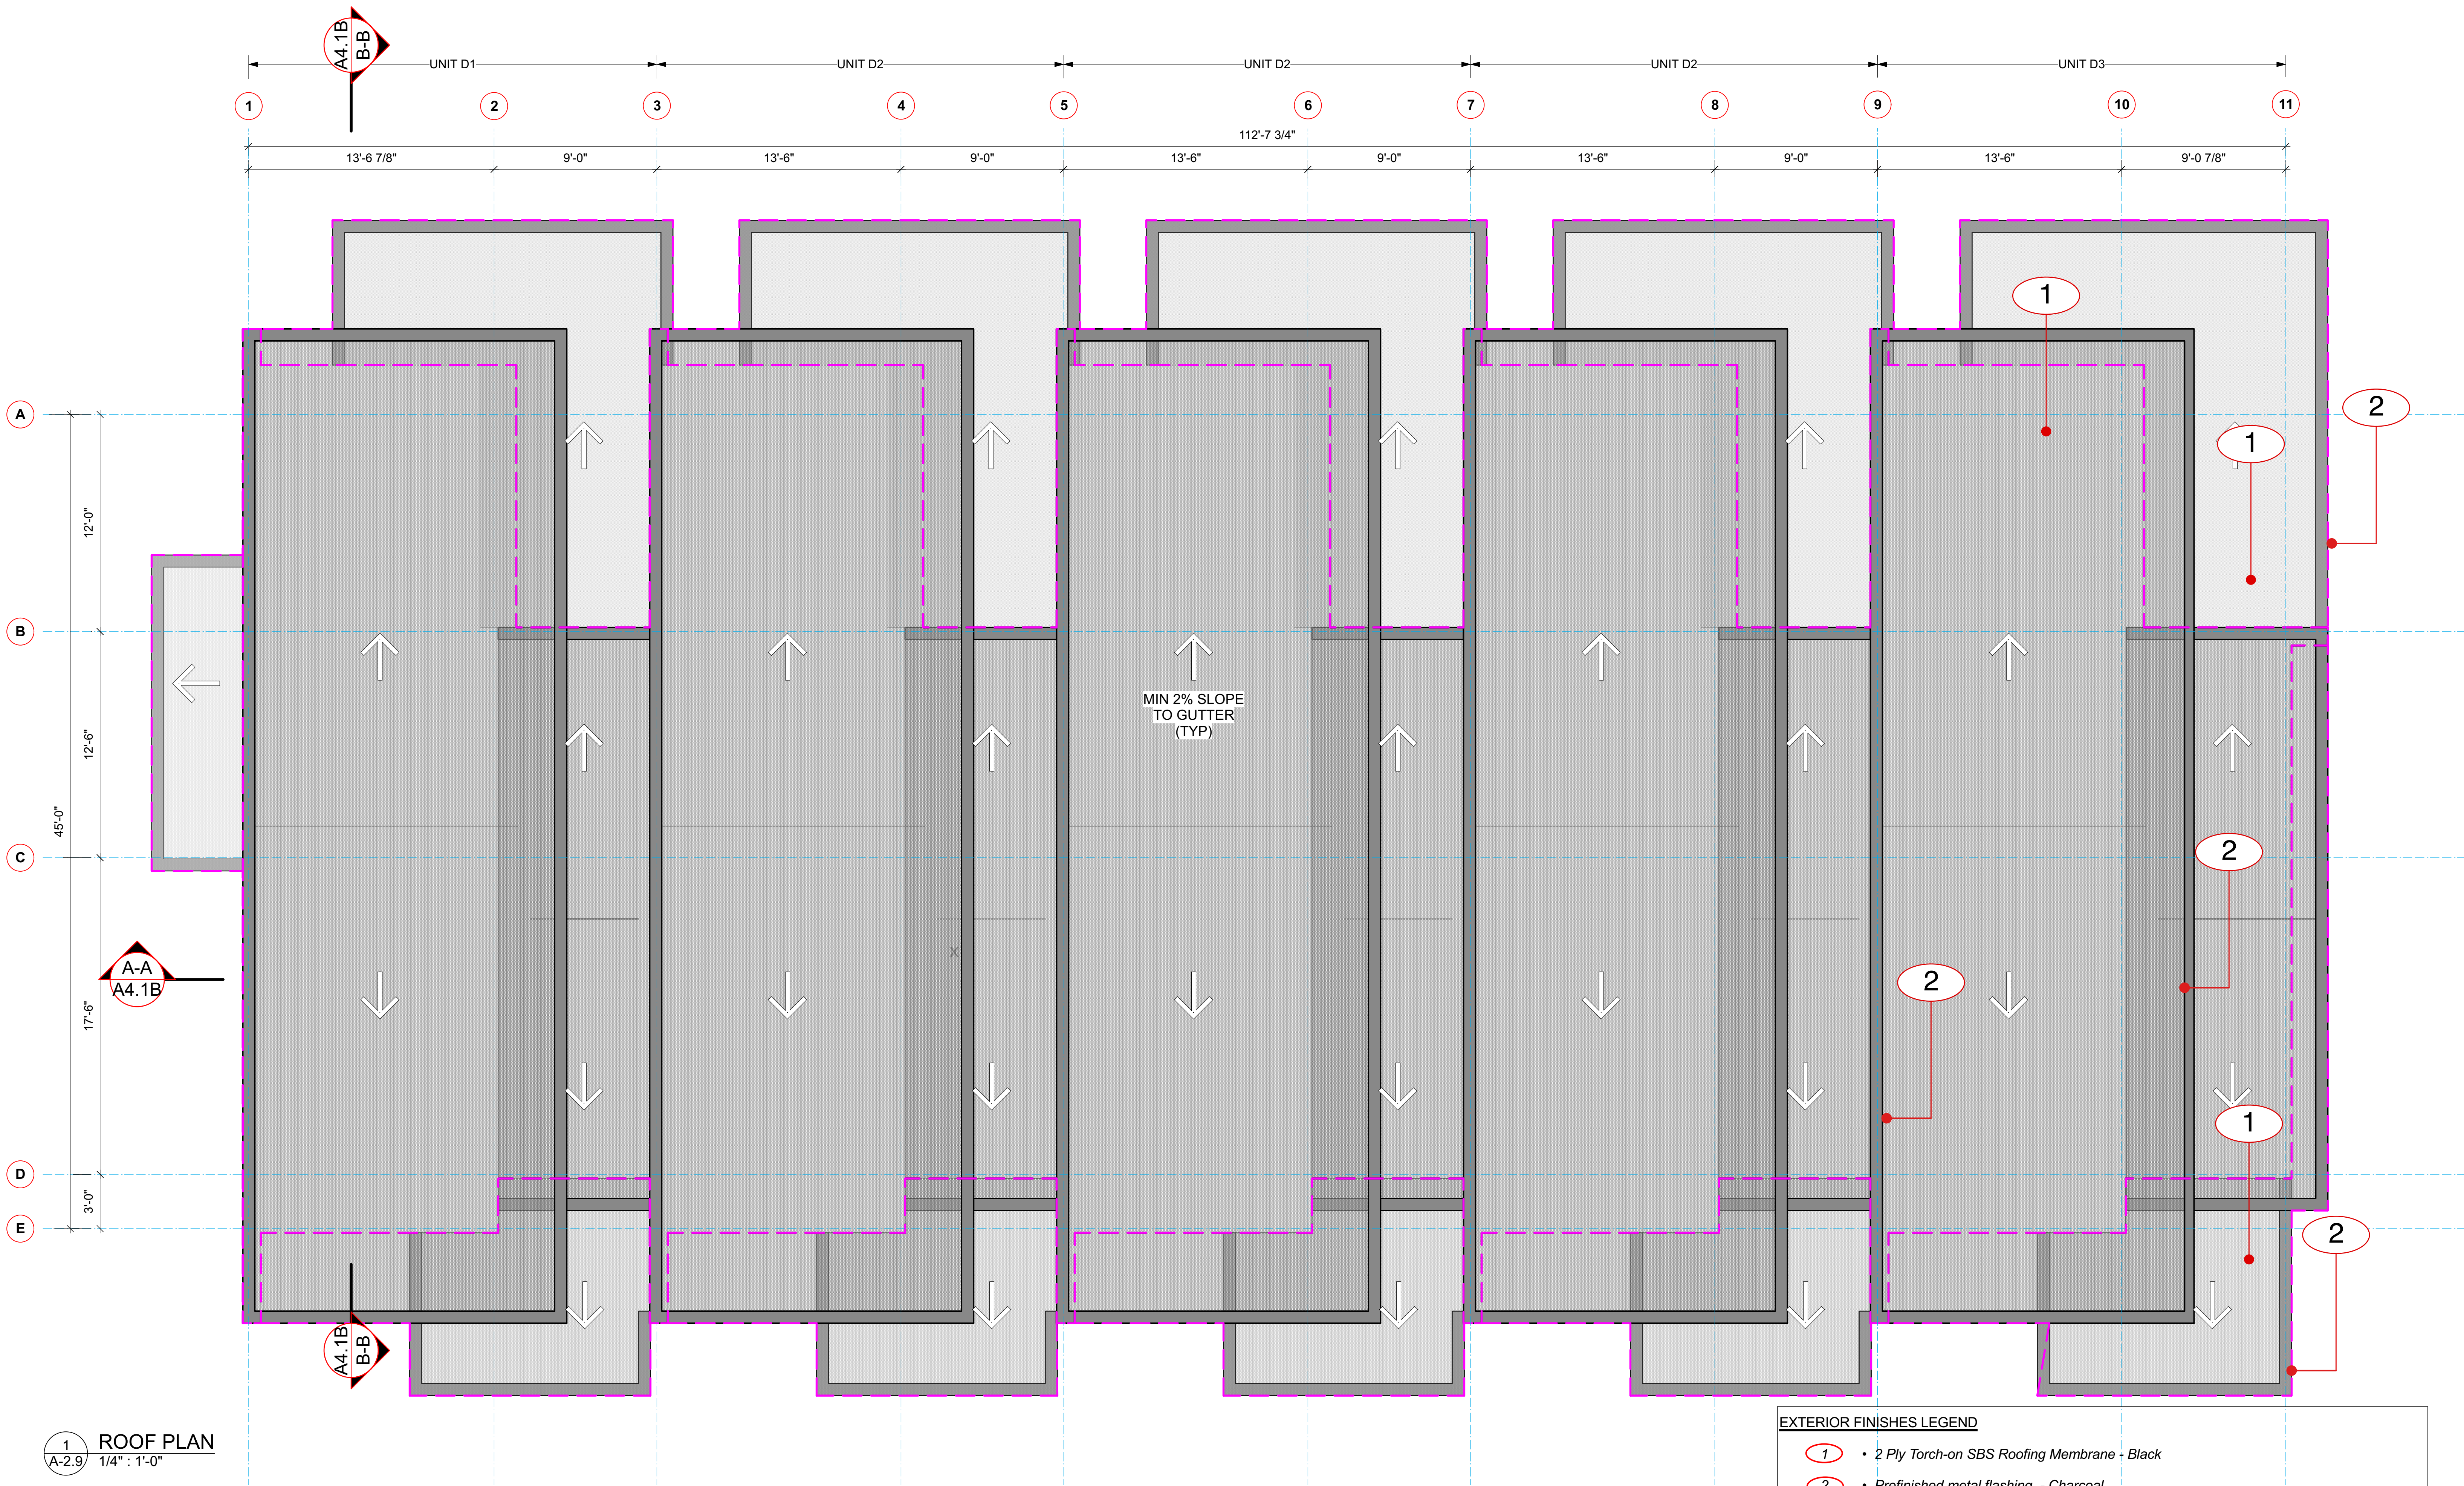 A4.1B
B-B
UNIT D1
UNIT D2
UNIT D2
UNIT D2
UNIT D3
1
2
3
4
5
6
7
8
9
10
11
112'-7 3/4"
13'-6 7/8"
9'-0"
13'-6"
9'-0"
13'-6"
9'-0"
13'-6"
9'-0"
13'-6"
9'-0 7/8"
1
2
A
1
12'-0"
B
MIN 2% SLOPE
TO GUTTER
(TYP)
12'-6"
45'-0"
C
2
X
A-A
A4.1B
2
17'-6"
1
D
3'-0"
E
2
A4.1B
B-B
1
A-2.9
ROOF PLAN
1/4" : 1'-0"
EXTERIOR FINISHES LEGEND
1 • 2 Ply Torch-on SBS Roofing Membrane - Black
2 • Prefinished metal flashing - Charcoal